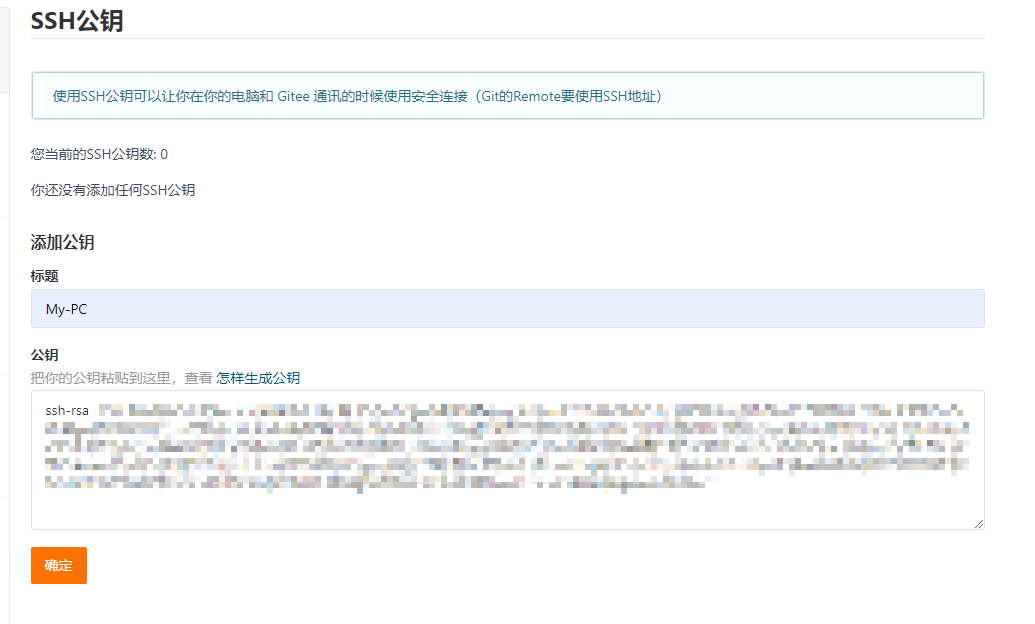 SSH公钥
使用SSH公钥可以让你在你的电脑和 Gitee 通讯的时候使用安全连接（Git的Remote要使用SSH地址）
您当前的SSH公钥数: 0
你还没有添加任何SSH公钥
添加公钥
标题
My-PC
公钥
把你的公钥粘贴到这里，查看 怎样生成公钥
ssh-rsa
确定